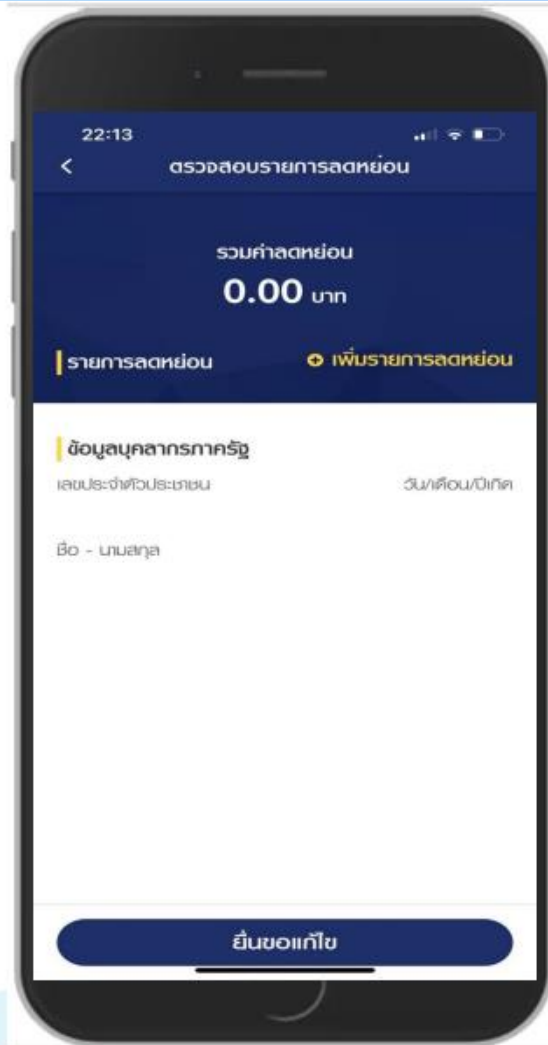 22:13
ตรวจสอบรายการลดหย่อน
รวมค่าลดหย่อน
0.00 บาท
รายการลดหย่อน
เพิ่มรายการลดหย่อน
ข้อมูลบุคลากรภาครัฐ
เลขประจำตัวประชาชน วัน/เดือน/ปีเกิด
ชื่อ - นามสกุล
ยื่นขอแก้ไข